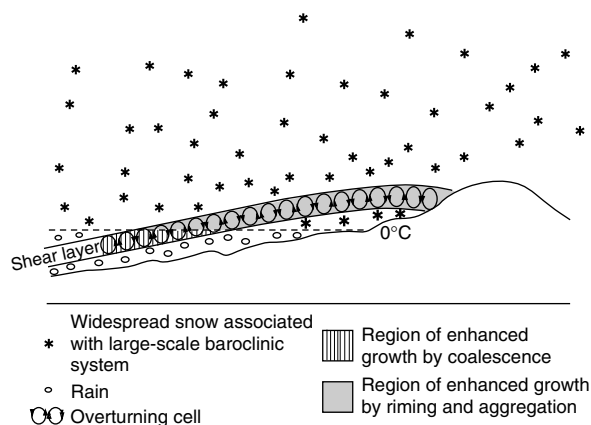 0°C
Shear layer
Widespread snow associated
with large-scale baroclinic
system
Rain
Overturning cell
Region of enhanced
growth by coalescence
Region of enhanced growth
by riming and aggregation